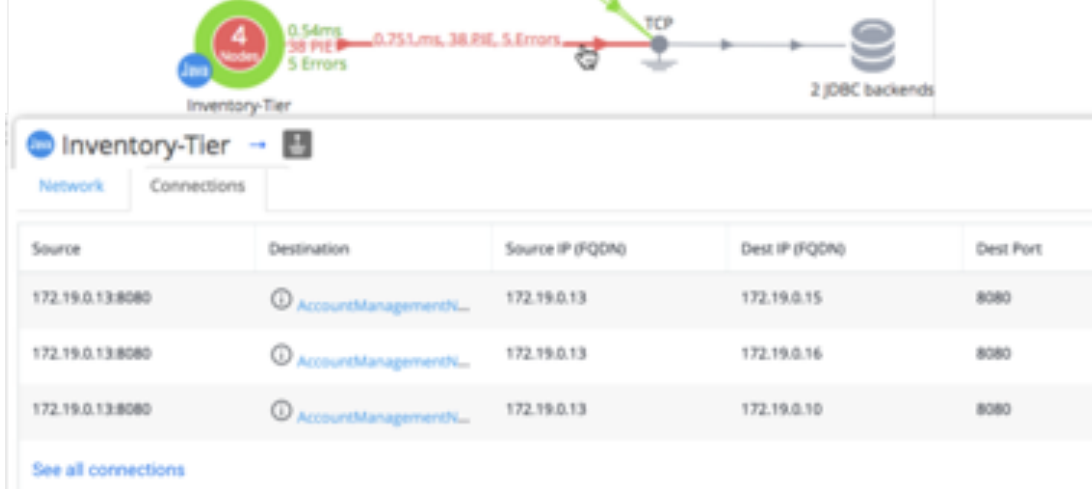 TCP
4
Nodes
0.54ms
38 PIE
5 Errors
0.751,ms, 38.PIE, 5.Errors
Java
Inventory-Tier
2 JDBC backends
Java Inventory-Tier →
Network Connections
Source Destination Source IP (FQDN) Dest IP (FQDN) Dest Port
172.19.0.13:8080 AccountManagementN... 172.19.0.13 172.19.0.15 8080
172.19.0.13:8080 AccountManagementN... 172.19.0.13 172.19.0.16 8080
172.19.0.13:8080 AccountManagementN... 172.19.0.13 172.19.0.10 8080
See all connections